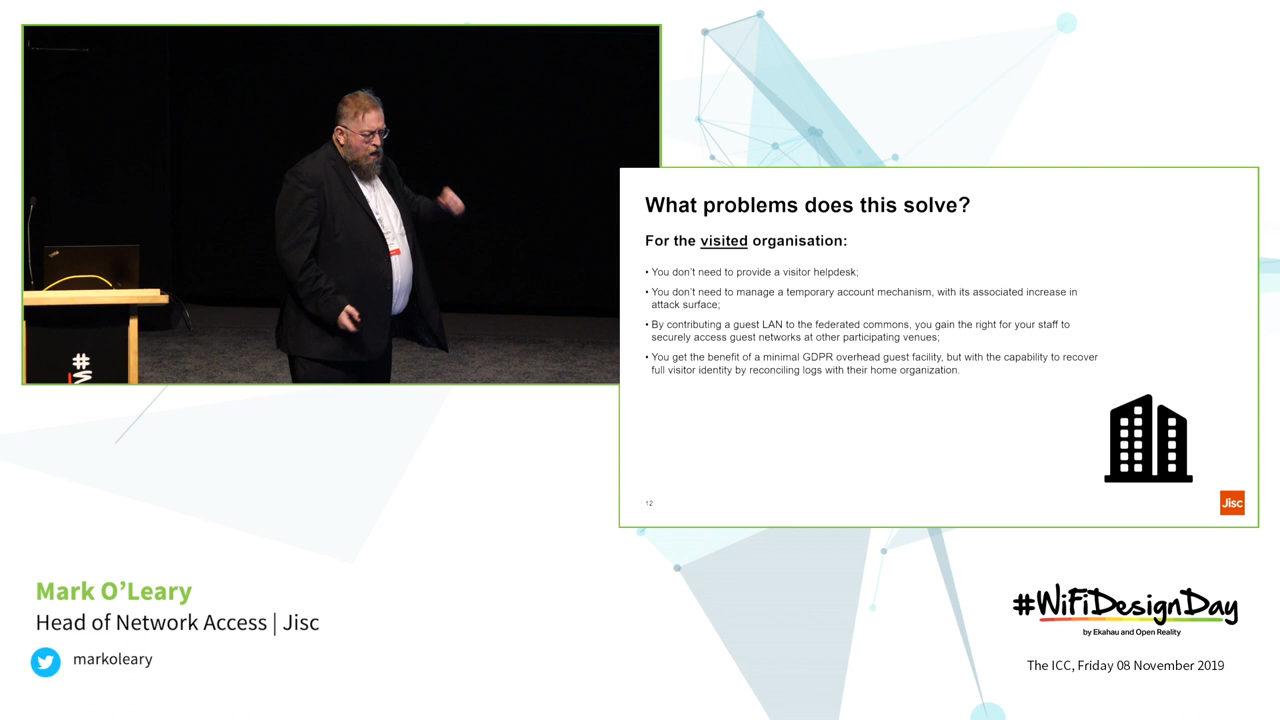 What problems does this solve?
For the visited organisation:
• You don't need to provide a visitor helpdesk;
• You don't need to manage a temporary account mechanism, with its associated increase in
attack surface;
• By contributing a guest LAN to the federated commons, you gain the right for your staff to
securely access guest networks at other participating venues;
• You get the benefit of a minimal GDPR overhead guest facility, but with the capability to recover
full visitor identity by reconciling logs with their home organization.
12
Jisc
Mark O'Leary
Head of Network Access | Jisc
markoleary
#WiFiDesignDay
by Ekahau and Open Reality
The ICC, Friday 08 November 2019